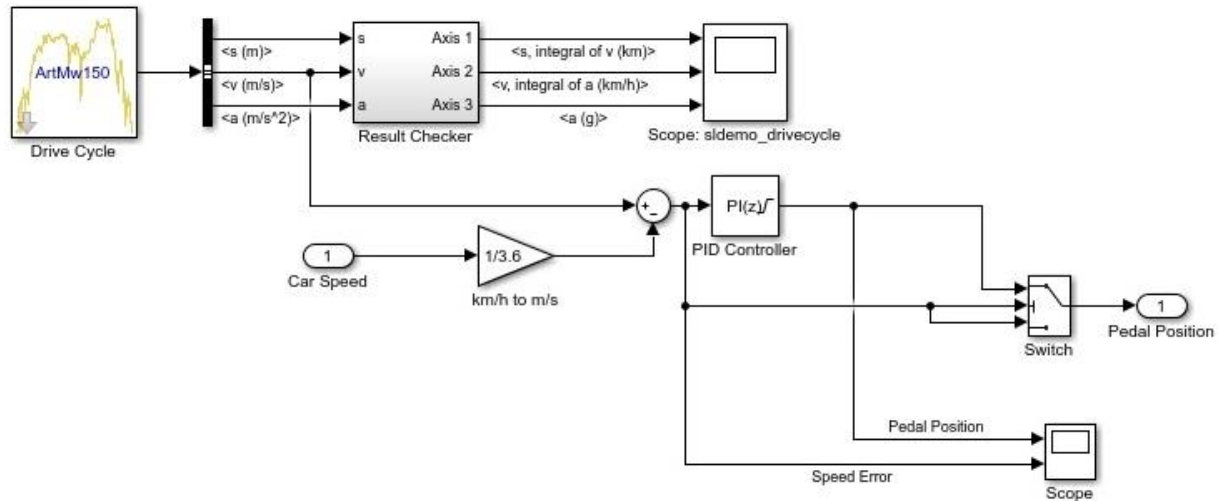 ArtMw150
Drive Cycle
<s (m)>
<v (m/s)>
<a (m/s^2)>
s
v
a
Axis 1
Axis 2
Axis 3
Result Checker
<s, integral of v (km)>
<v, integral of a (km/h)>
<a (g)>
Scope: sldemo_drivecycle
+
-
PI(z)
PID Controller
1
Car Speed
1/3.6
km/h to m/s
Switch
1
Pedal Position
Pedal Position
Speed Error
Scope